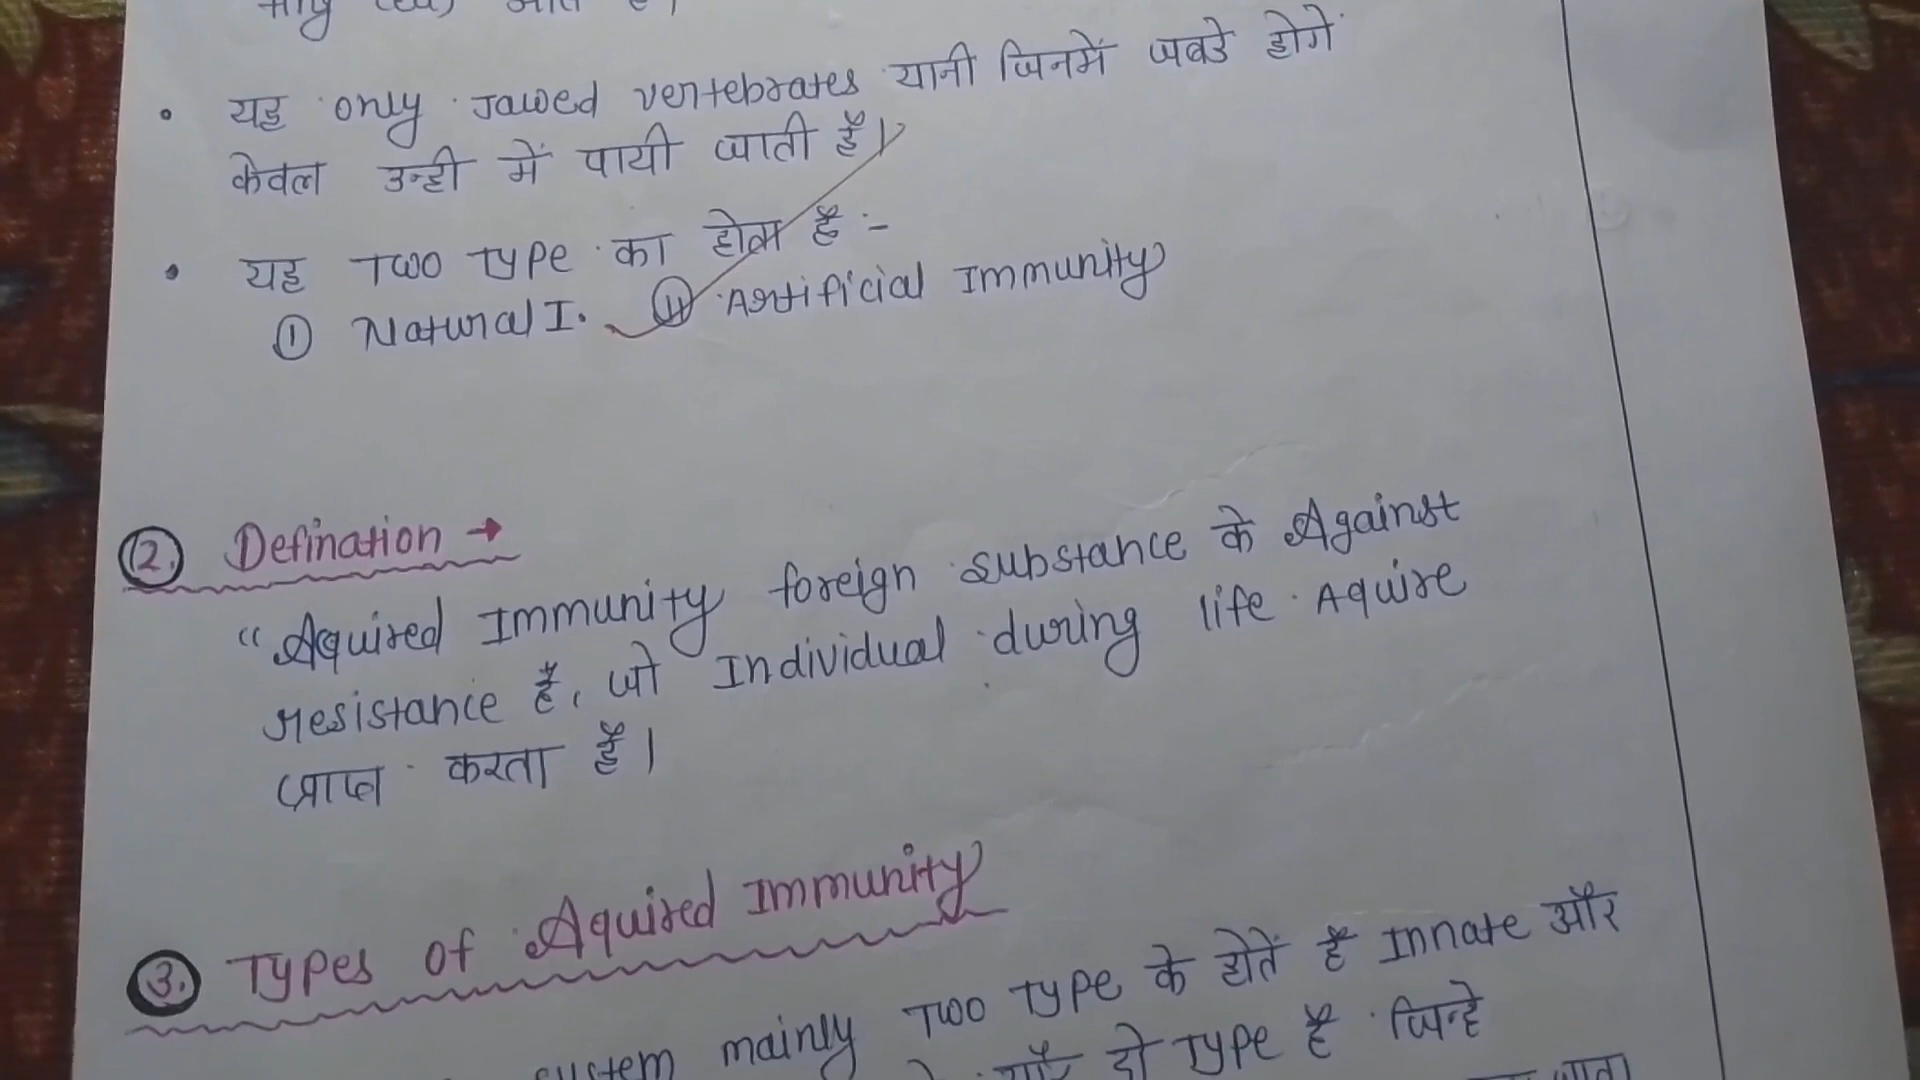 यह only Jawed vertebrates यानी जिनमें जबडे होगें
केवल उन्ही में पायी जाती है।
यह Two Type का होता है :-
① Natural I. ⑪ Artificial Immunity
2. Defination →
"Aquired Immunity foreign substance के Against
resistance है, जो Individual during life Aquire
प्राप्त करता है।
3. Types of Aquired Immunity
system mainly Two Type के होतें है Innate और
दो Type है जिन्हे
जाता